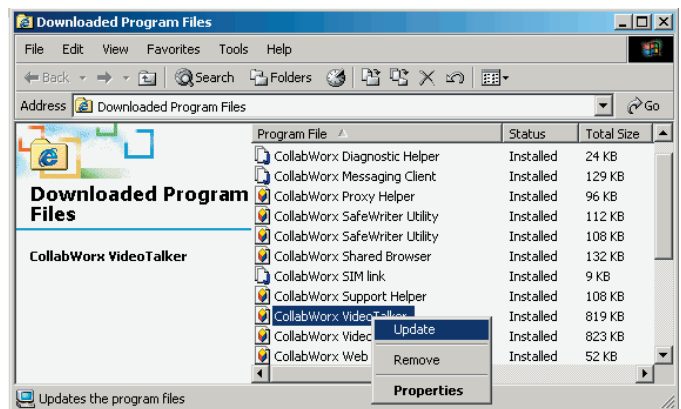 Downloaded Program Files
File Edit View Favorites Tools Help
Back Search Folders
Address Downloaded Program Files Go
Program File Status Total Size
CollabWorx Diagnostic Helper Installed 24 KB
CollabWorx Messaging Client Installed 129 KB
CollabWorx Proxy Helper Installed 96 KB
CollabWorx SafeWriter Utility Installed 112 KB
CollabWorx SafeWriter Utility Installed 108 KB
CollabWorx Shared Browser Installed 132 KB
CollabWorx SIM link Installed 9 KB
CollabWorx Support Helper Installed 108 KB
CollabWorx VideoTalker Installed 819 KB
CollabWorx Video Installed 823 KB
CollabWorx Web Installed 52 KB
Downloaded Program
Files
CollabWorx VideoTalker
Update
Remove
Properties
Updates the program files